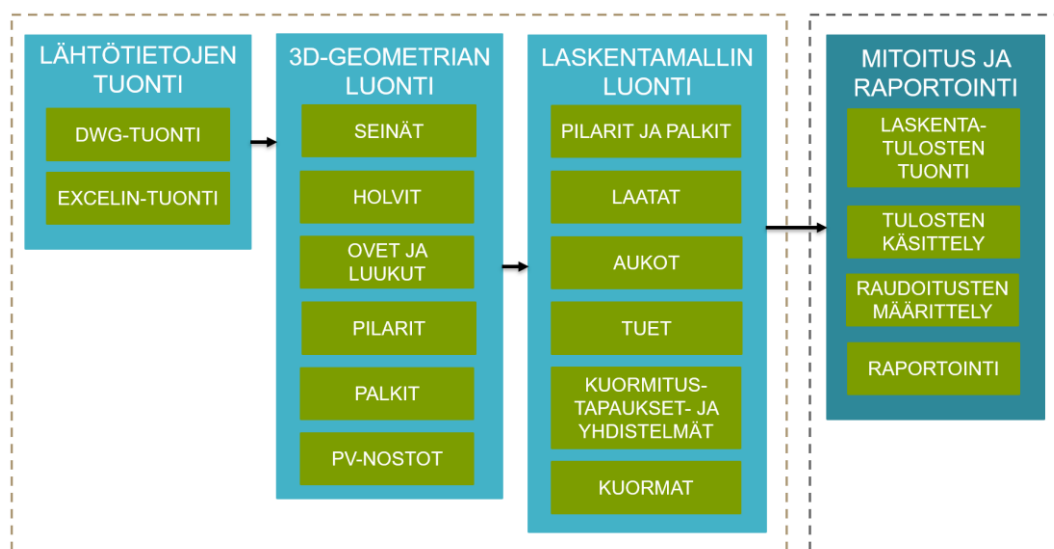 LÄHTÖTIETOJEN
TUONTI
DWG-TUONTI
EXCELIN-TUONTI
3D-GEOMETRIAN
LUONTI
SEINÄT
HOLVIT
OVET JA
LUUKUT
PILARIT
PALKIT
PV-NOSTOT
LASKENTAMALLIN
LUONTI
PILARIT JA PALKIT
LAATAT
AUKOT
TUET
KUORMITUS-
TAPAUKSET- JA
YHDISTELMÄT
KUORMAT
MITOITUS JA
RAPORTOINTI
LASKENTA-
TULOSTEN
TUONTI
TULOSTEN
KÄSITTELY
RAUDOITUSTEN
MÄÄRITTELY
RAPORTOINTI